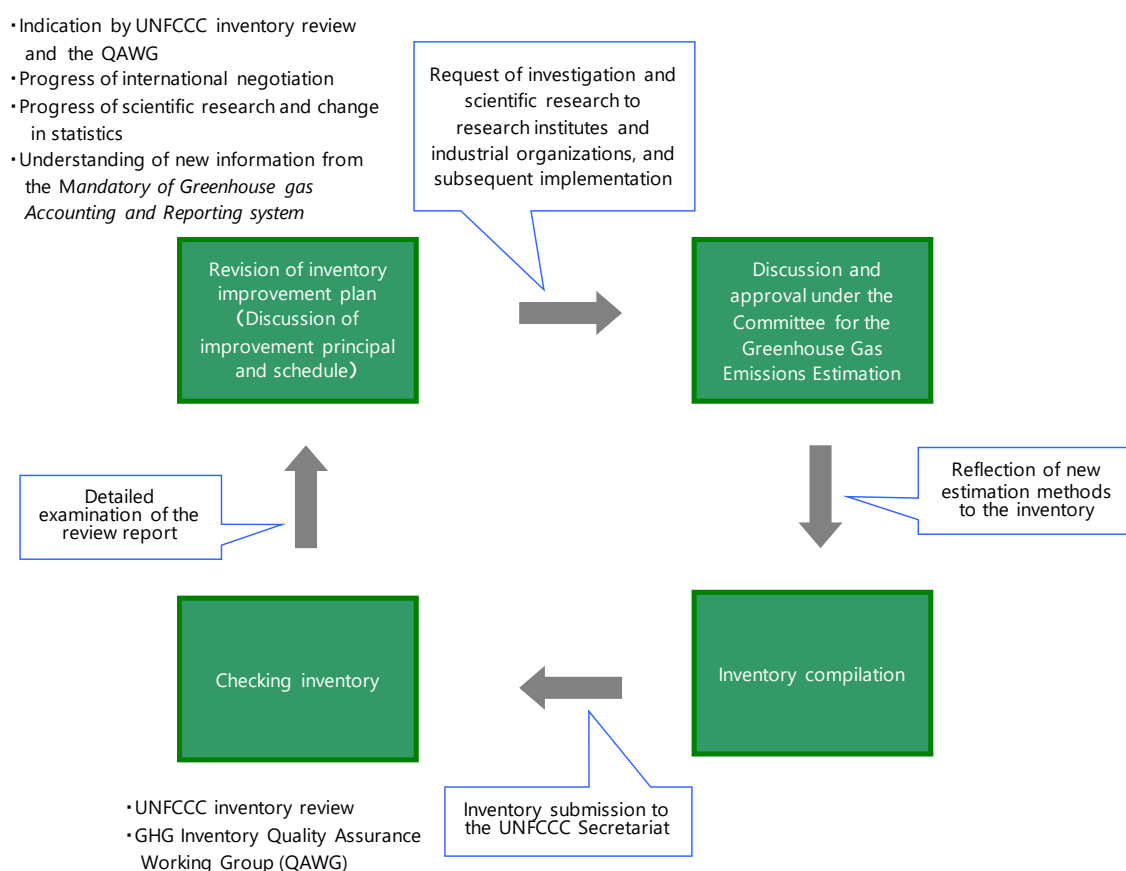 ・Indication by UNFCCC inventory review
and the QAWG
・Progress of international negotiation
・Progress of scientific research and change
in statistics
・Understanding of new information from
the Mandatory of Greenhouse gas
Accounting and Reporting system
Request of investigation and
scientific research to
research institutes and
industrial organizations, and
subsequent implementation
Revision of inventory
improvement plan
(Discussion of
improvement principal
and schedule)
Discussion and
approval under the
Committee for the
Greenhouse Gas
Emissions Estimation
Detailed
examination of the
review report
Reflection of new
estimation methods
to the inventory
Checking inventory
Inventory compilation
・UNFCCC inventory review
・GHG Inventory Quality Assurance
Working Group (QAWG)
Inventory submission to
the UNFCCC Secretariat